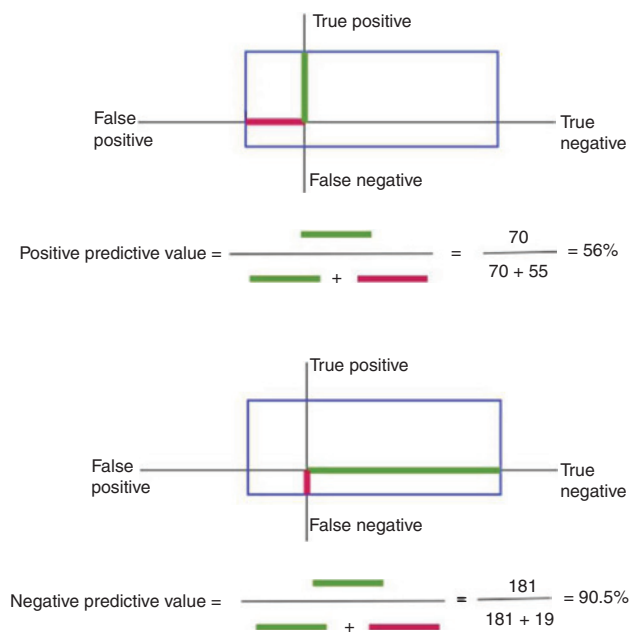 True positive
False
positive
True
negative
False negative
Positive predictive value =
+
=
70
70 + 55
= 56%
True positive
False
positive
True
negative
False negative
Negative predictive value =
+
=
181
181 + 19
= 90.5%